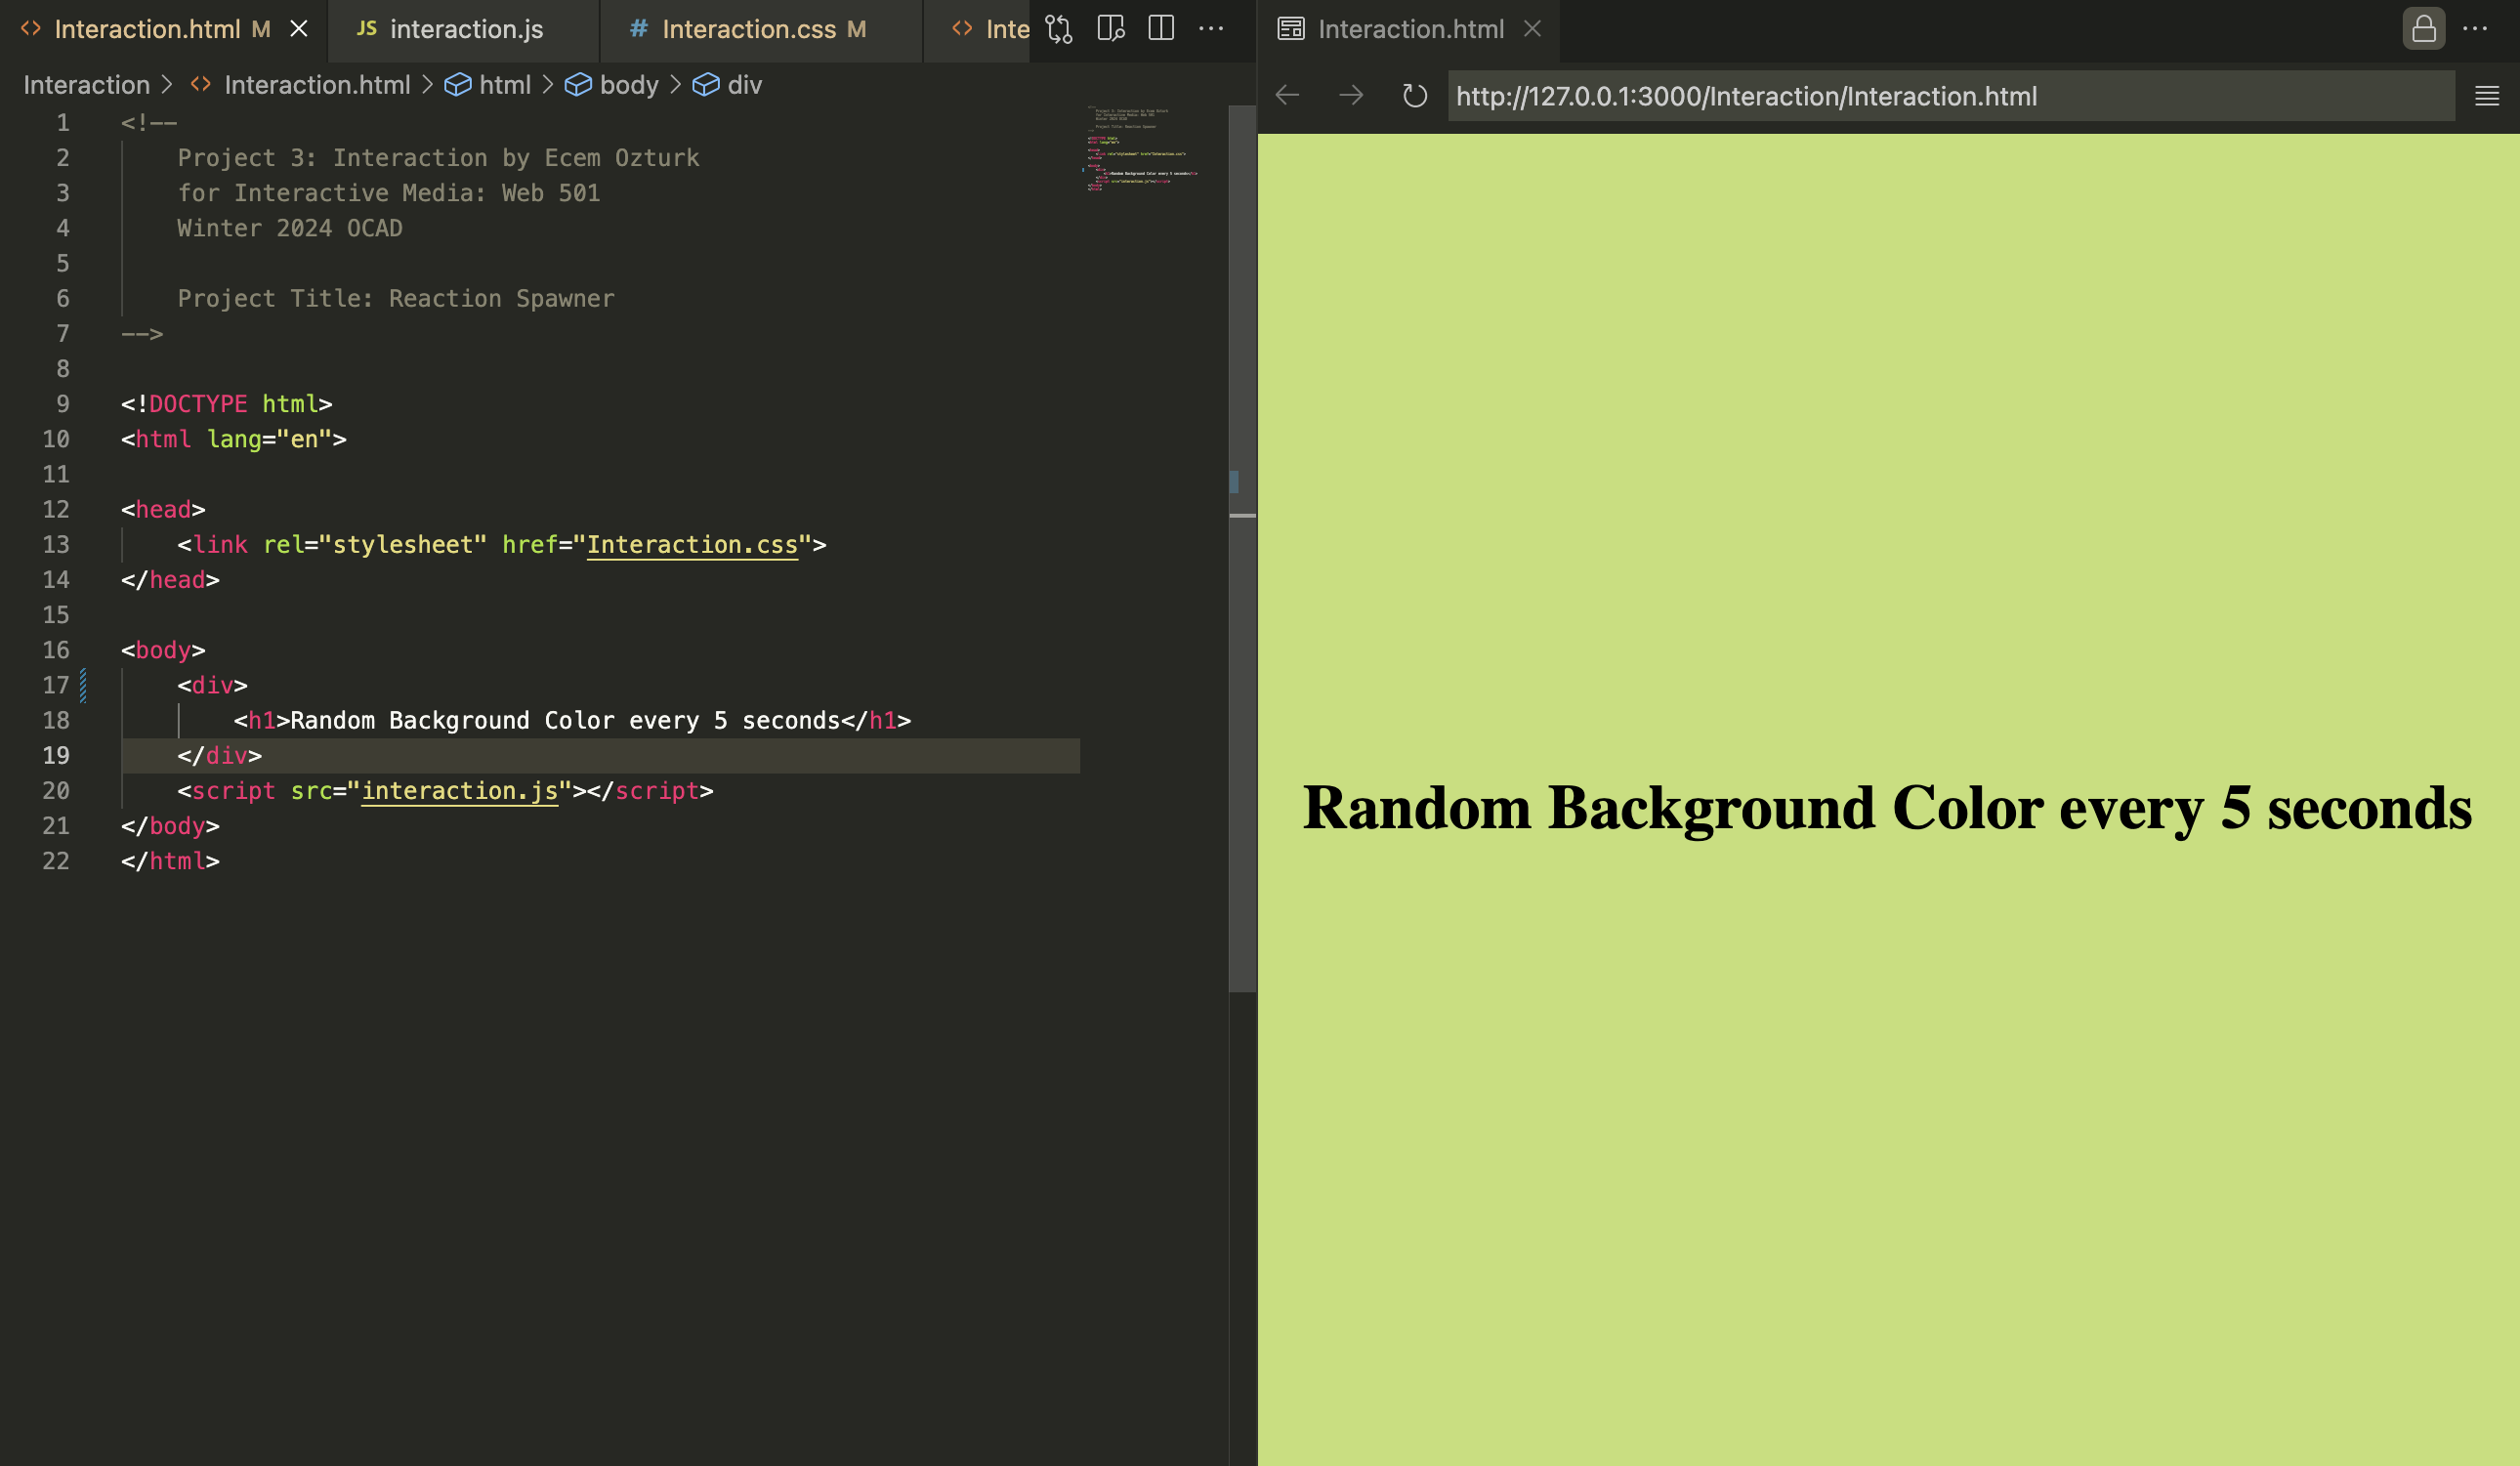 Interaction.html M
JS interaction.js
# Interaction.css M
Inte
Interaction > Interaction.html > html > body > div
1 <!--
2 Project 3: Interaction by Ecem Ozturk
3 for Interactive Media: Web 501
4 Winter 2024 OCAD
5
6 Project Title: Reaction Spawner
7 -->
8
9 <!DOCTYPE html>
10 <html lang="en">
11
12 <head>
13 <link rel="stylesheet" href="Interaction.css">
14 </head>
15
16 <body>
17 <div>
18 <h1>Random Background Color every 5 seconds</h1>
19 </div>
20 <script src="interaction.js"></script>
21 </body>
22 </html>
Interaction.html
http://127.0.0.1:3000/Interaction/Interaction.html
Random Background Color every 5 seconds